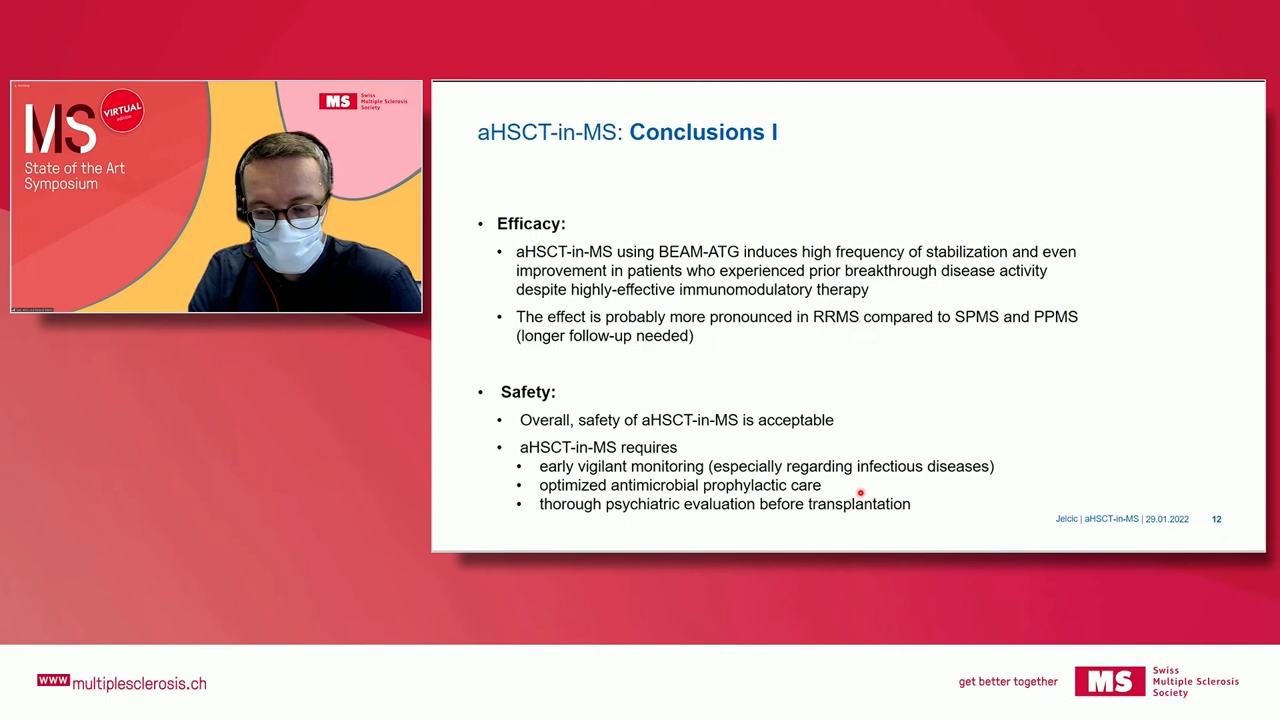 MS
VIRTUAL
edition
State of the Art
Symposium
MS
Swiss
Multiple Sclerosis
Society
aHSCT-in-MS: Conclusions I
• Efficacy:
• aHSCT-in-MS using BEAM-ATG induces high frequency of stabilization and even
improvement in patients who experienced prior breakthrough disease activity
despite highly-effective immunomodulatory therapy
• The effect is probably more pronounced in RRMS compared to SPMS and PPMS
(longer follow-up needed)
• Safety:
• Overall, safety of aHSCT-in-MS is acceptable
• aHSCT-in-MS requires
• early vigilant monitoring (especially regarding infectious diseases)
• optimized antimicrobial prophylactic care
• thorough psychiatric evaluation before transplantation
Jelcic | aHSCT-in-MS | 29.01.2022 12
www multiplesclerosis.ch
get better together
MS
Swiss
Multiple Sclerosis
Society